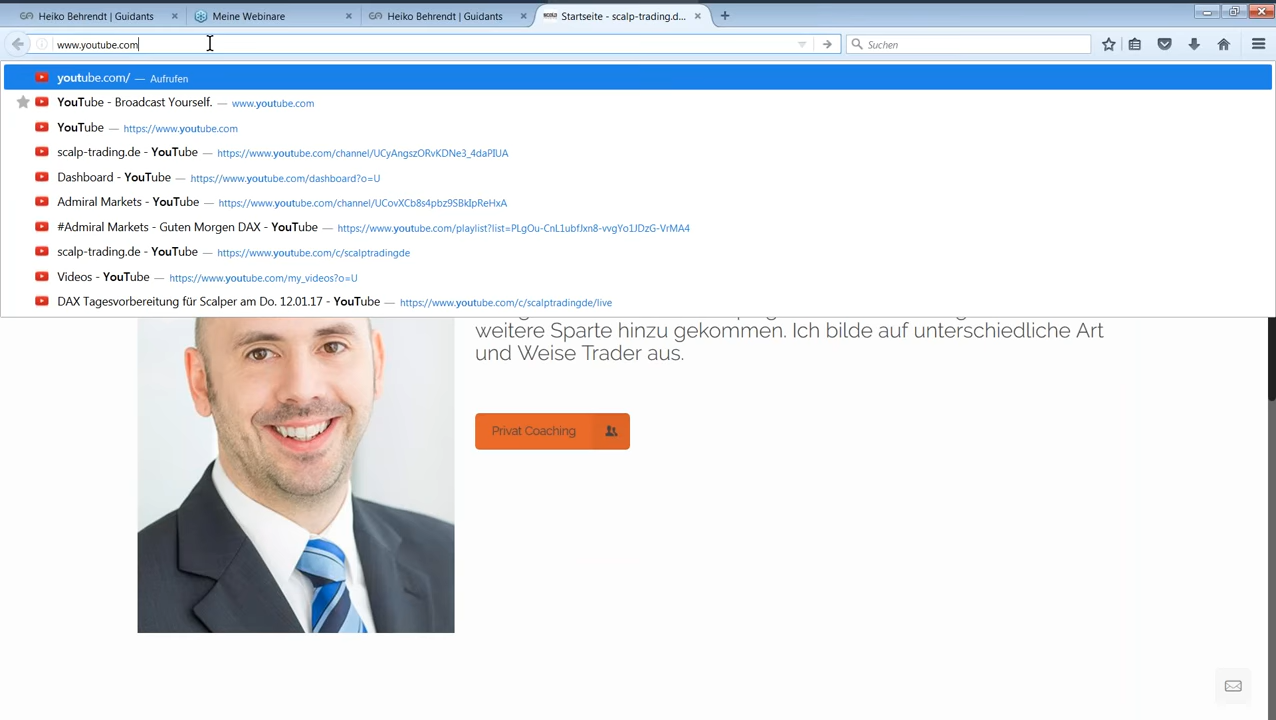 Heiko Behrendt | Guidants
Meine Webinare
Heiko Behrendt | Guidants
SCALP Startseite - scalp-trading.d...
www.youtube.com
Suchen
youtube.com/ — Aufrufen
YouTube - Broadcast Yourself. — www.youtube.com
YouTube — https://www.youtube.com
scalp-trading.de - YouTube — https://www.youtube.com/channel/UCyAngszORvKDNe3_4daPIUA
Dashboard - YouTube — https://www.youtube.com/dashboard?o=U
Admiral Markets - YouTube — https://www.youtube.com/channel/UCovXCb8s4pbz9SBkIpReHxA
#Admiral Markets - Guten Morgen DAX - YouTube — https://www.youtube.com/playlist?list=PLgOu-CnL1ubfJxn8-vvgYo1JDzG-VrMA4
scalp-trading.de - YouTube — https://www.youtube.com/c/scalptradingde
Videos - YouTube — https://www.youtube.com/my_videos?o=U
DAX Tagesvorbereitung für Scalper am Do. 12.01.17 - YouTube — https://www.youtube.com/c/scalptradingde/live
weitere Sparte hinzu gekommen. Ich bilde auf unterschiedliche Art
und Weise Trader aus.
Privat Coaching